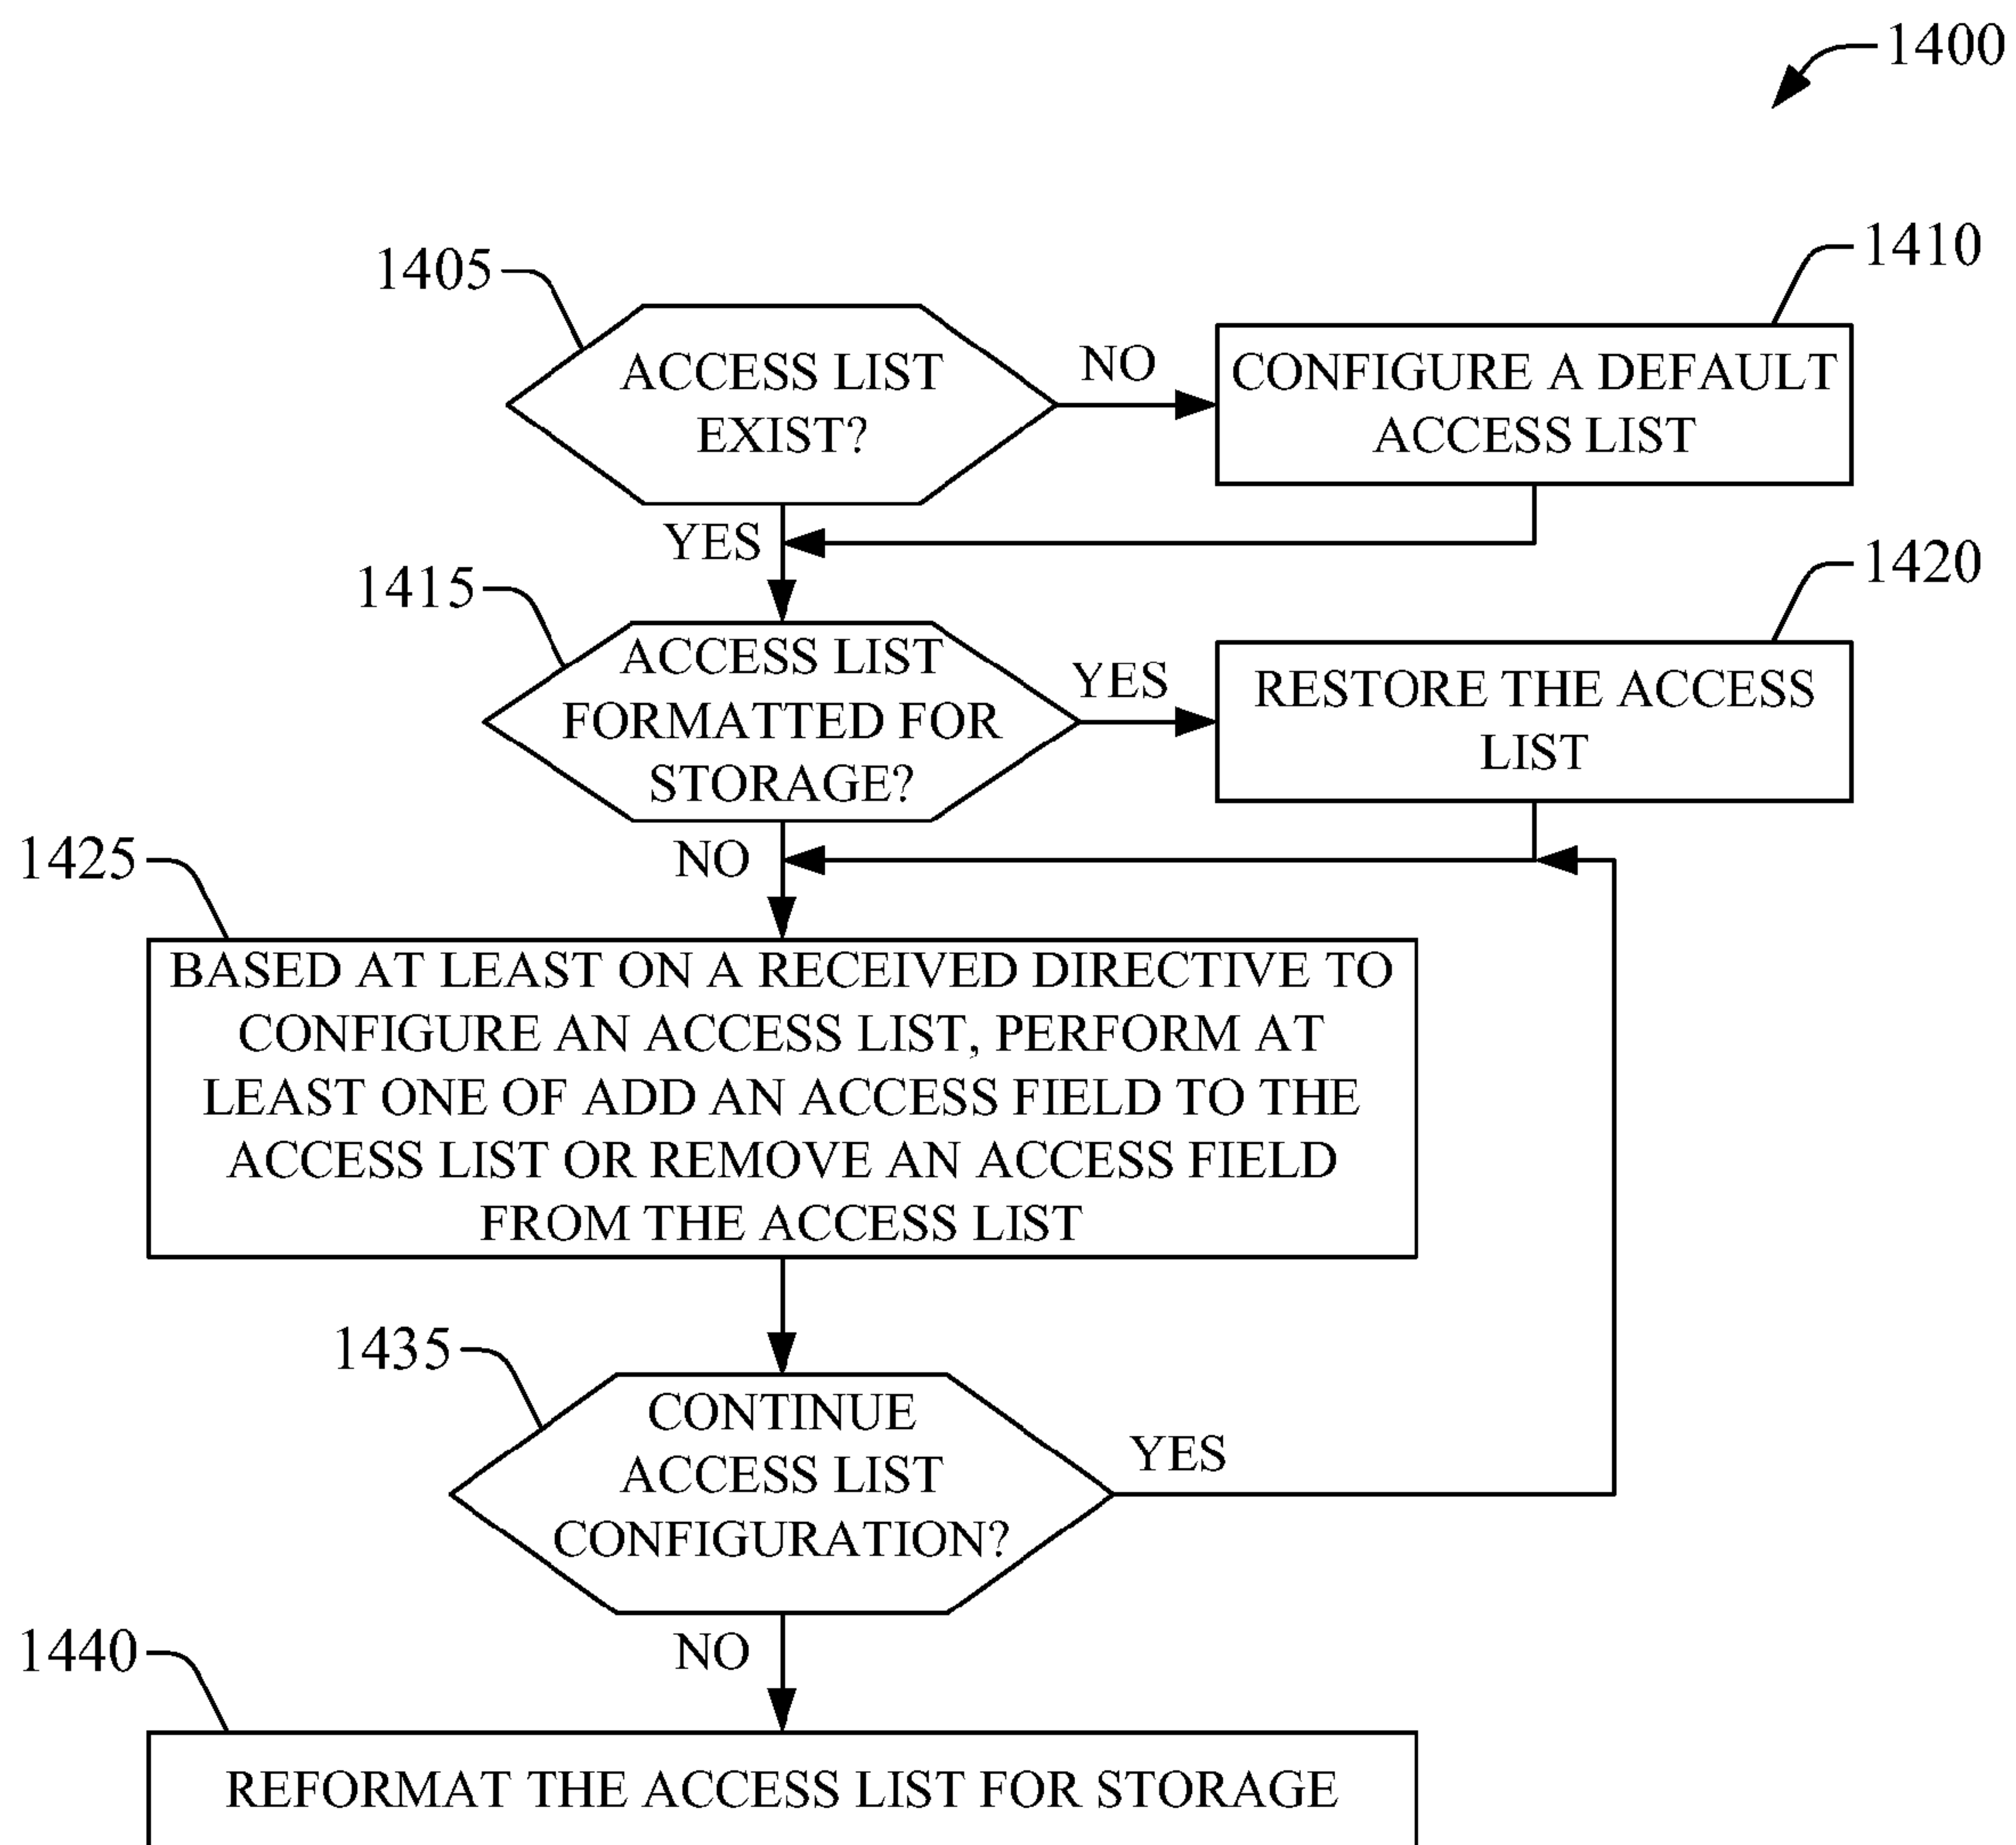 1400
1405
ACCESS LIST
EXIST?
NO
1410
CONFIGURE A DEFAULT
ACCESS LIST
YES
1415
ACCESS LIST
FORMATTED FOR
STORAGE?
YES
1420
RESTORE THE ACCESS
LIST
NO
1425
BASED AT LEAST ON A RECEIVED DIRECTIVE TO
CONFIGURE AN ACCESS LIST, PERFORM AT
LEAST ONE OF ADD AN ACCESS FIELD TO THE
ACCESS LIST OR REMOVE AN ACCESS FIELD
FROM THE ACCESS LIST
1435
CONTINUE
ACCESS LIST
CONFIGURATION?
YES
NO
1440
REFORMAT THE ACCESS LIST FOR STORAGE